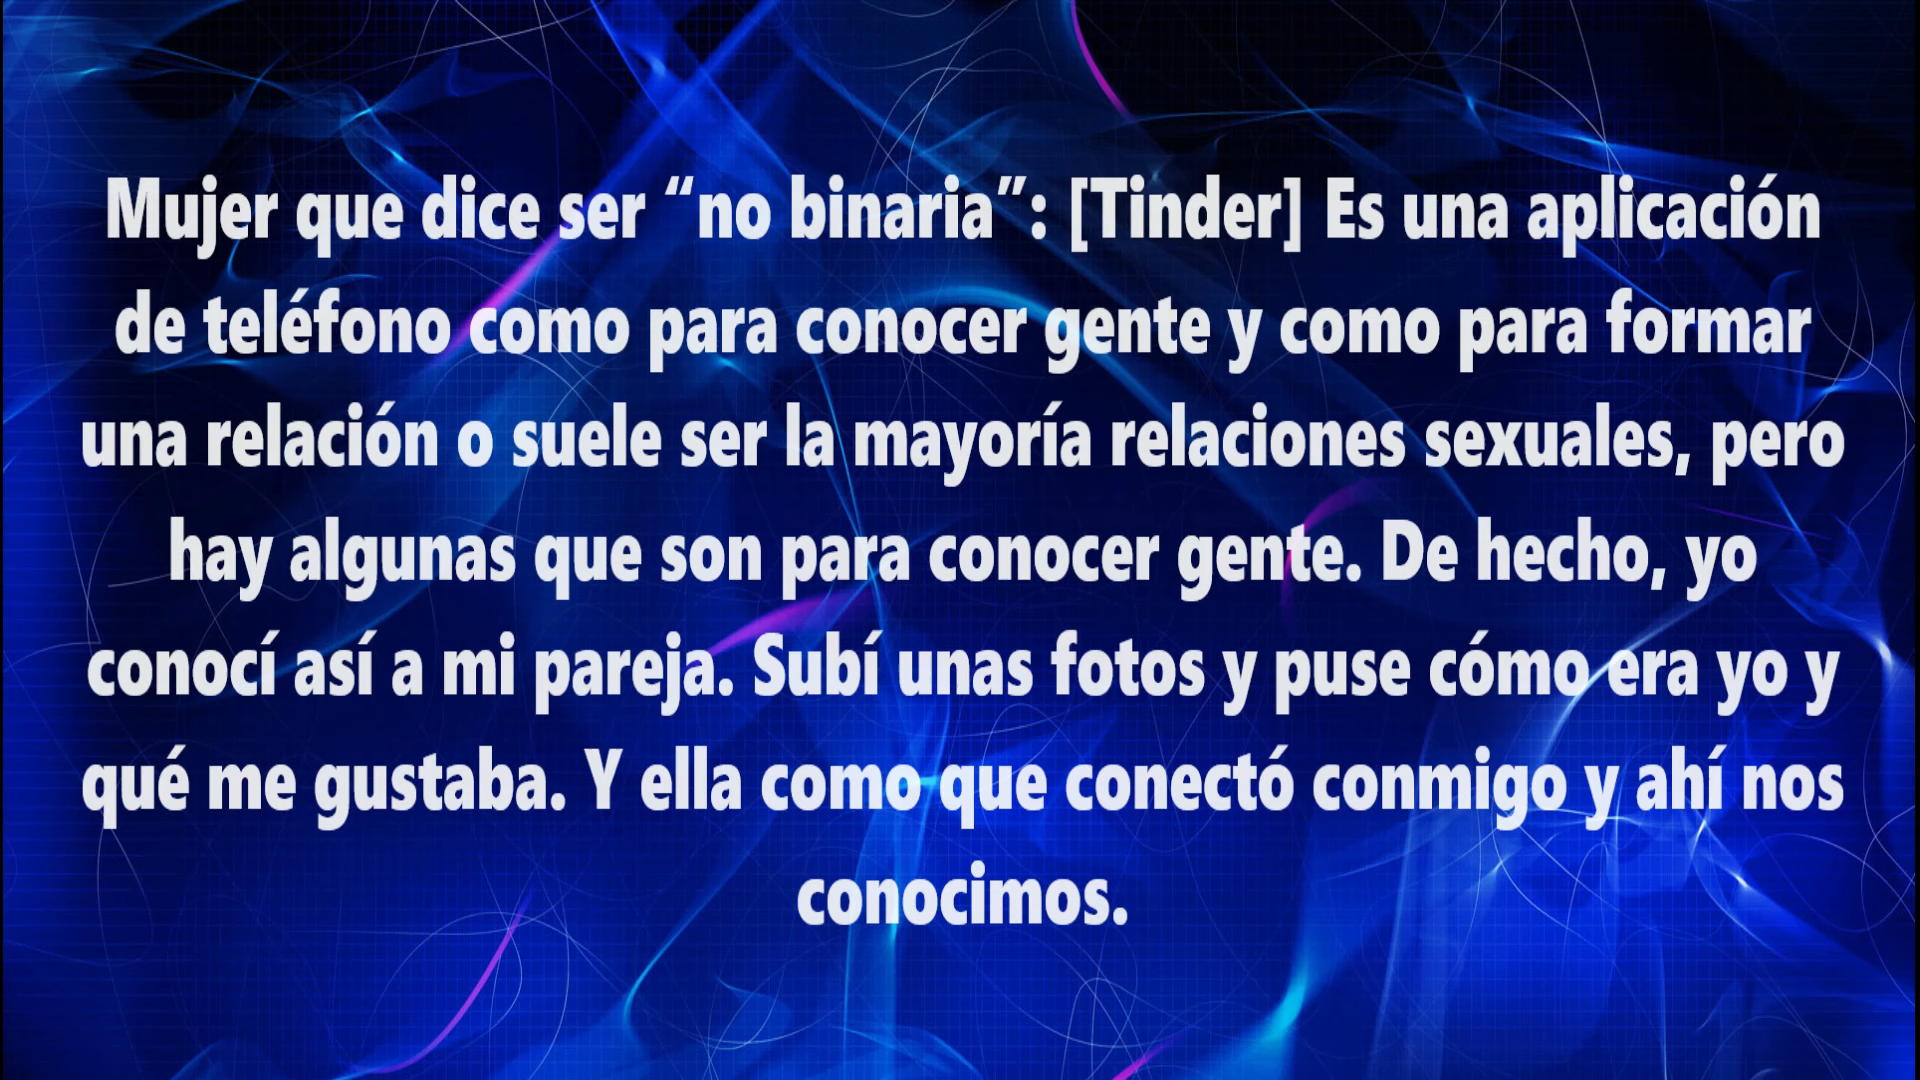 Mujer que dice ser “no binaria”: [Tinder] Es una aplicación
de teléfono como para conocer gente y como para formar
una relación o suele ser la mayoría relaciones sexuales, pero
hay algunas que son para conocer gente. De hecho, yo
conocí así a mi pareja. Subí unas fotos y puse cómo era yo y
qué me gustaba. Y ella como que conectó conmigo y ahí nos
conocimos.